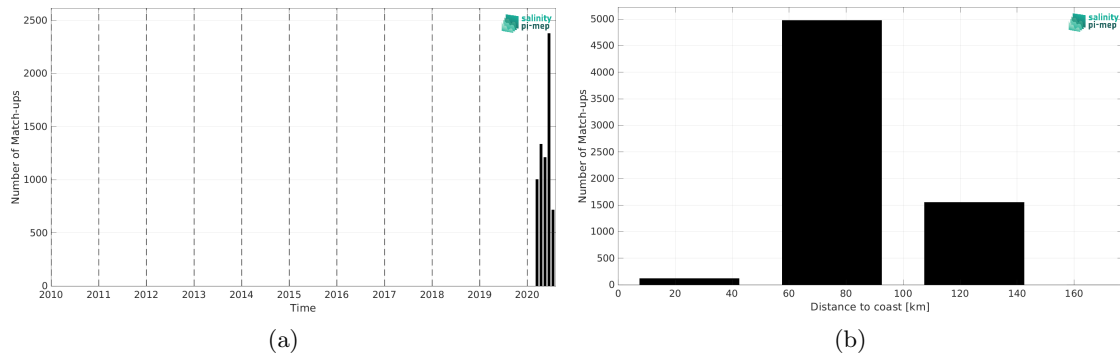 salinity
pi-mep
Number of Match-ups
2500
2000
1500
1000
500
0
2010 2011 2012 2013 2014 2015 2016 2017 2018 2019 2020
Time
(a)
salinity
pi-mep
Number of Match-ups
5000
4500
4000
3500
3000
2500
2000
1500
1000
500
0
0 20 40 60 80 100 120 140 160
Distance to coast [km]
(b)